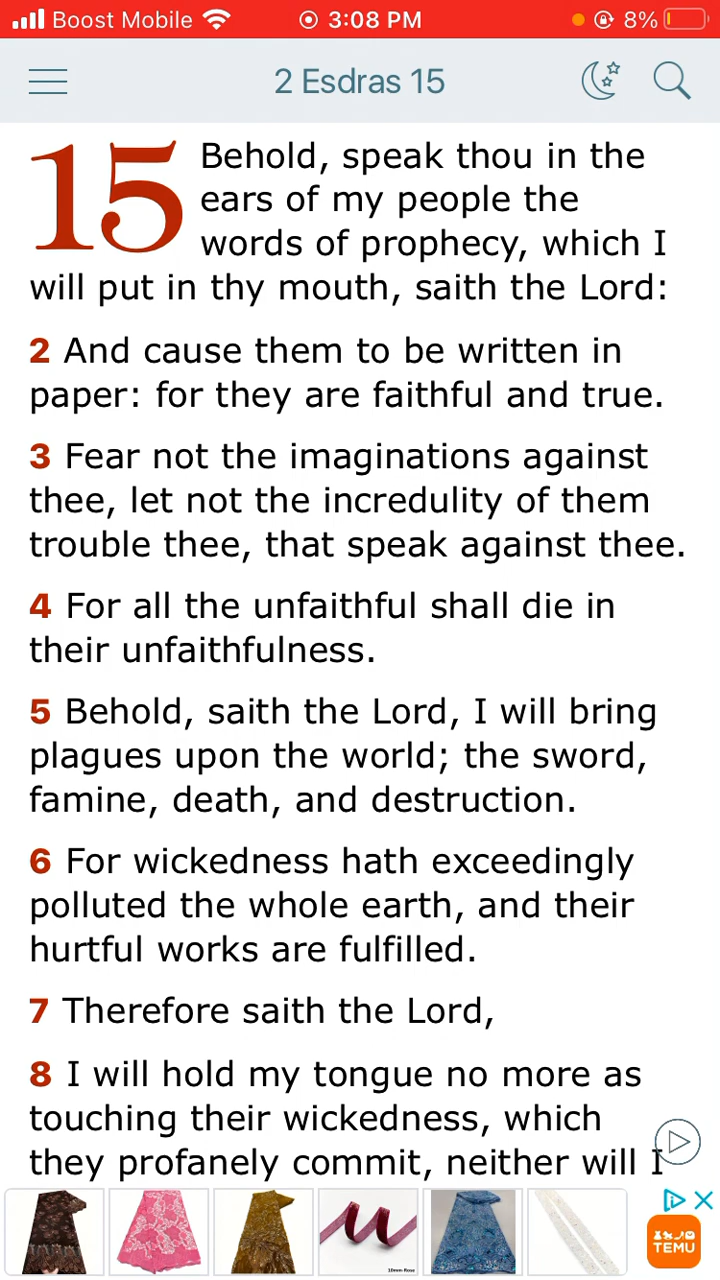 Boost Mobile 3:08 PM 8%
2 Esdras 15
15 Behold, speak thou in the
ears of my people the
words of prophecy, which I
will put in thy mouth, saith the Lord:
2 And cause them to be written in
paper: for they are faithful and true.
3 Fear not the imaginations against
thee, let not the incredulity of them
trouble thee, that speak against thee.
4 For all the unfaithful shall die in
their unfaithfulness.
5 Behold, saith the Lord, I will bring
plagues upon the world; the sword,
famine, death, and destruction.
6 For wickedness hath exceedingly
polluted the whole earth, and their
hurtful works are fulfilled.
7 Therefore saith the Lord,
8 I will hold my tongue no more as
touching their wickedness, which
they profanely commit, neither will I
TEMU